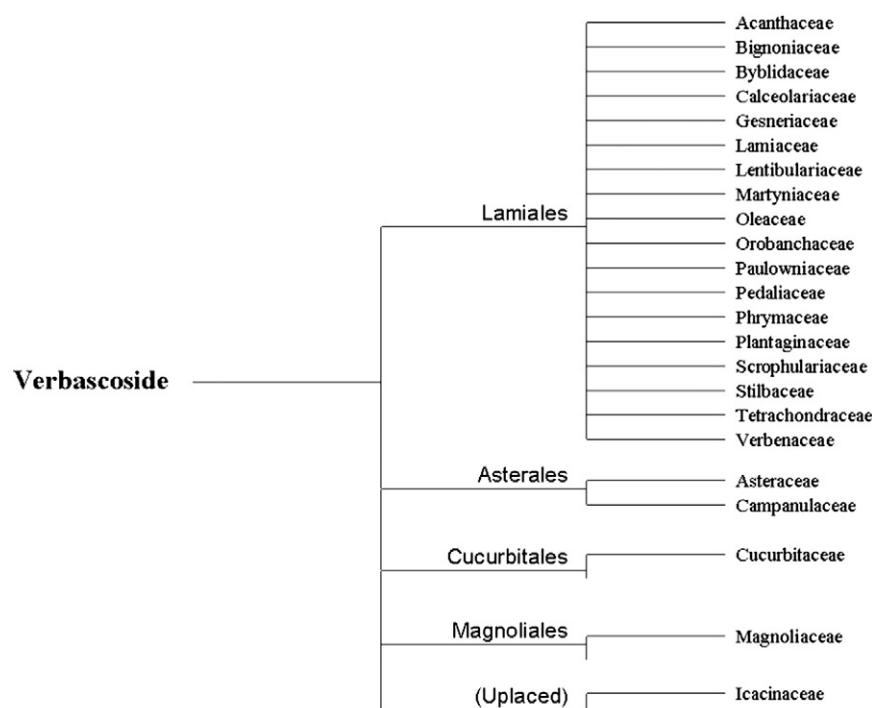 Verbascoside
Lamiales
Acanthaceae
Bignoniaceae
Byblidaceae
Calceolariaceae
Gesneriaceae
Lamiaceae
Lentibulariaceae
Martyniaceae
Oleaceae
Orobanchaceae
Paulowniaceae
Pedaliaceae
Phrymaceae
Plantaginaceae
Scrophulariaceae
Stilbaceae
Tetrachondraceae
Verbenaceae
Asterales
Asteraceae
Campanulaceae
Cucurbitales
Cucurbitaceae
Magnoliales
Magnoliaceae
(Uplaced)
Icacinaceae